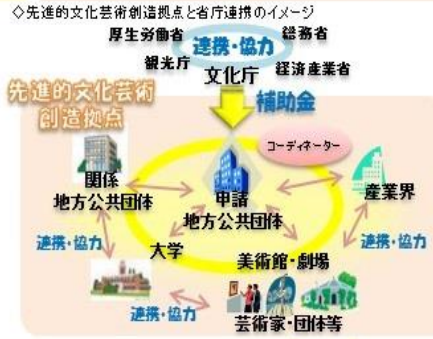 ◇先進的文化芸術創造拠点と省庁連携のイメージ
厚生労働省
総務省
連携・協力
観光庁
文化庁
経済産業省
先進的文化芸術
創造拠点
補助金
コーディネーター
関係
地方公共団体
申請
地方公共団体
産業界
連携・協力
大学
連携・協力
美術館・劇場
連携・協力
芸術家・団体等